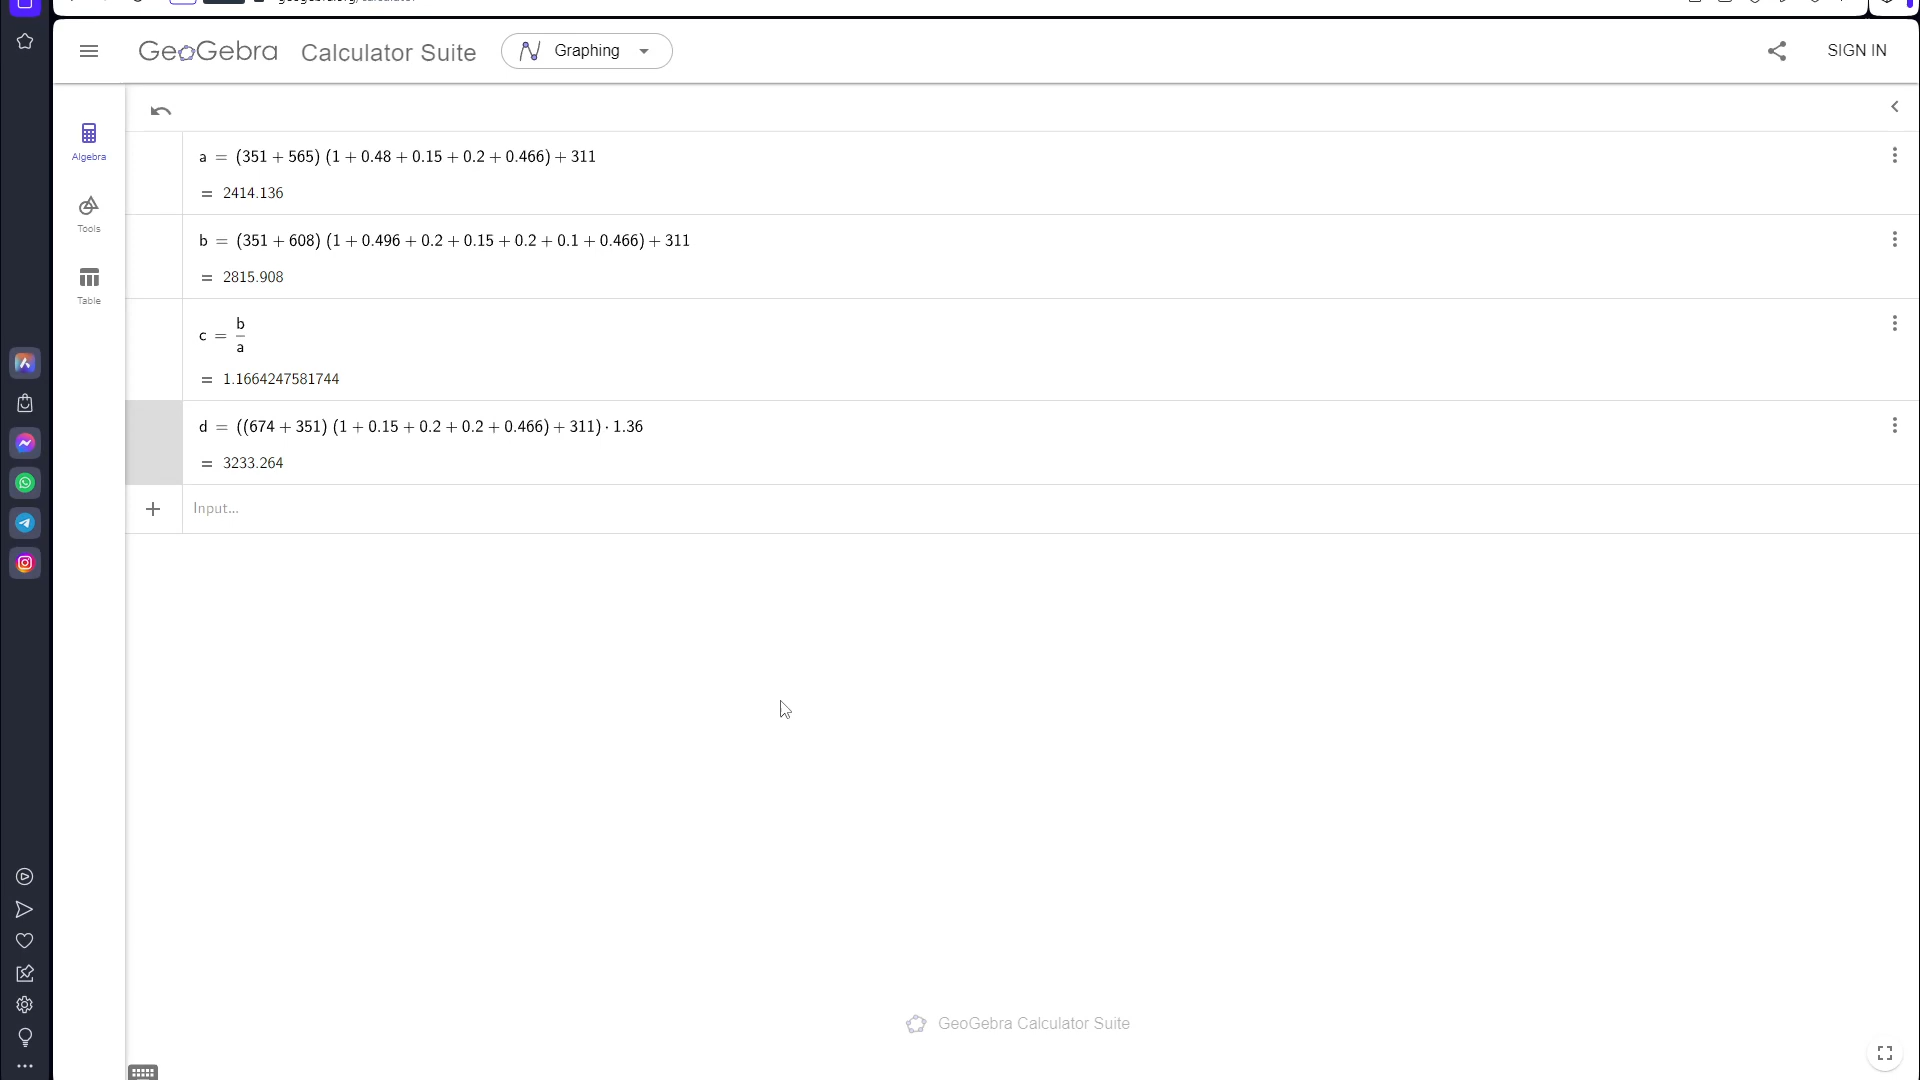 GeoGebra Calculator Suite Graphing SIGN IN
Algebra
Tools
Table
a = (351 + 565) (1 + 0.48 + 0.15 + 0.2 + 0.466) + 311
= 2414.136
b = (351 + 608) (1 + 0.496 + 0.2 + 0.15 + 0.2 + 0.1 + 0.466) + 311
= 2815.908
c = b/a
= 1.1664247581744
d = ((674 + 351) (1 + 0.15 + 0.2 + 0.2 + 0.466) + 311) · 1.36
= 3233.264
Input...
GeoGebra Calculator Suite